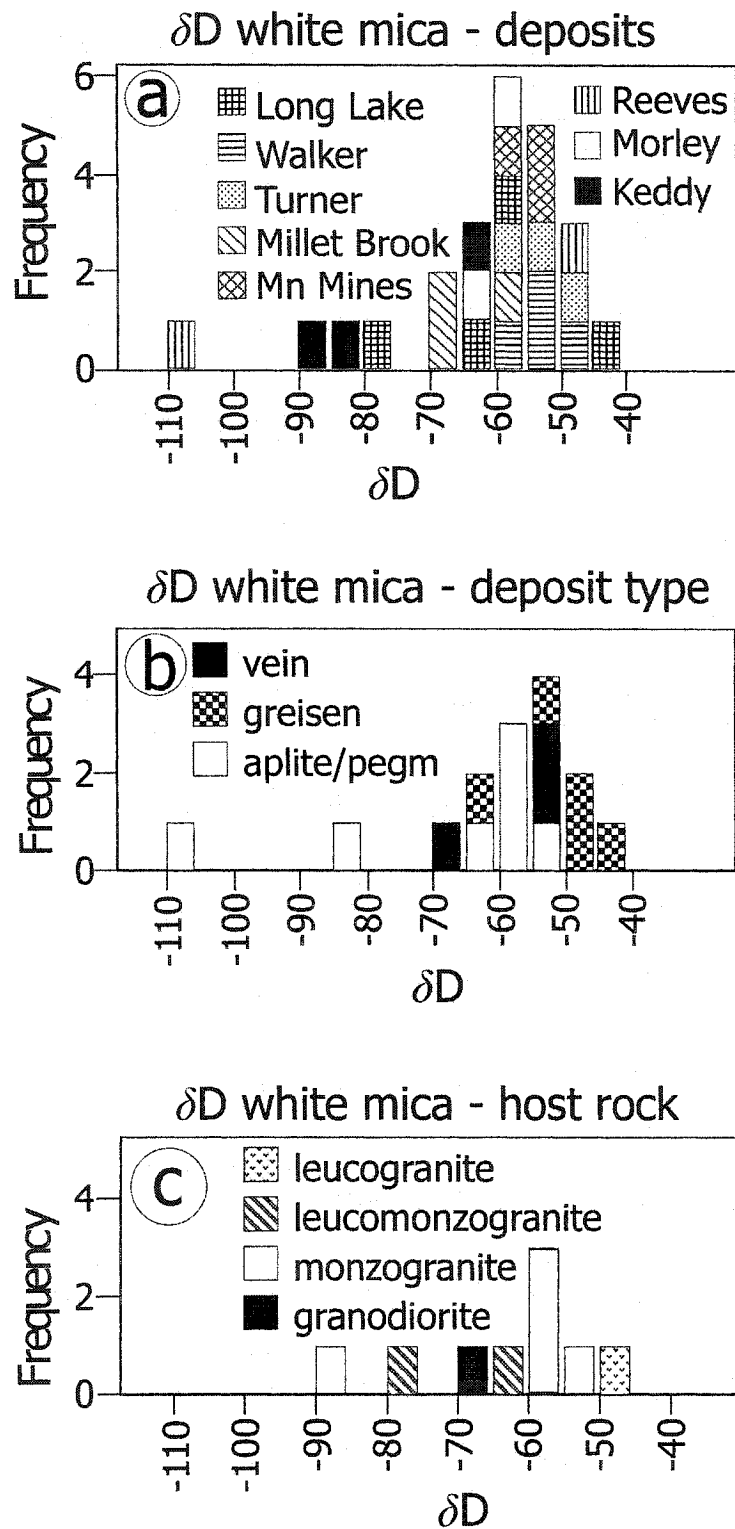 δD white mica - deposits
a
Long Lake
Walker
Turner
Millet Brook
Mn Mines
Reeves
Morley
Keddy
Frequency
6
4
2
0
-110
-100
-90
-80
-70
-60
-50
-40
δD
δD white mica - deposit type
b
vein
greisen
aplite/pegm
Frequency
4
2
0
-110
-100
-90
-80
-70
-60
-50
-40
δD
δD white mica - host rock
c
leucogranite
leucomonzogranite
monzogranite
granodiorite
Frequency
4
2
0
-110
-100
-90
-80
-70
-60
-50
-40
δD